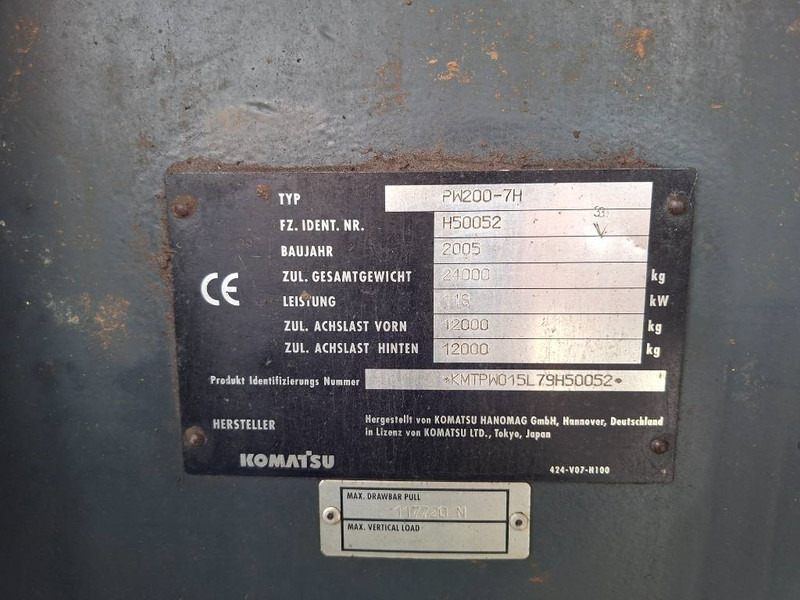 TYP PW200-7H
FZ. IDENT. NR. H50052
BAUJAHR 2005
ZUL. GESAMTGEWICHT 24000 kg
LEISTUNG kW
ZUL. ACHSLAST VORN 12000 kg
ZUL. ACHSLAST HINTEN 12000 kg
CE
Produkt Identifizierungs Nummer *KMTPW015L79H50052*
HERSTELLER
Hergestellt von KOMATSU HANOMAG GmbH, Hannover, Deutschland
in Lizenz von KOMATSU LTD., Tokyo, Japan
KOMATSU
424-V07-H100
MAX. DRAWBAR PULL
N
MAX. VERTICAL LOAD